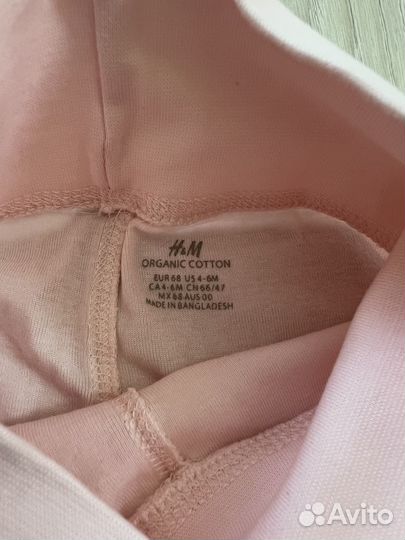 H&M
ORGANIC COTTON
EUR 68 US 4-6M
CA 4-6M CN 66/47
MX 68 AUS 00
MADE IN BANGLADESH
Avito